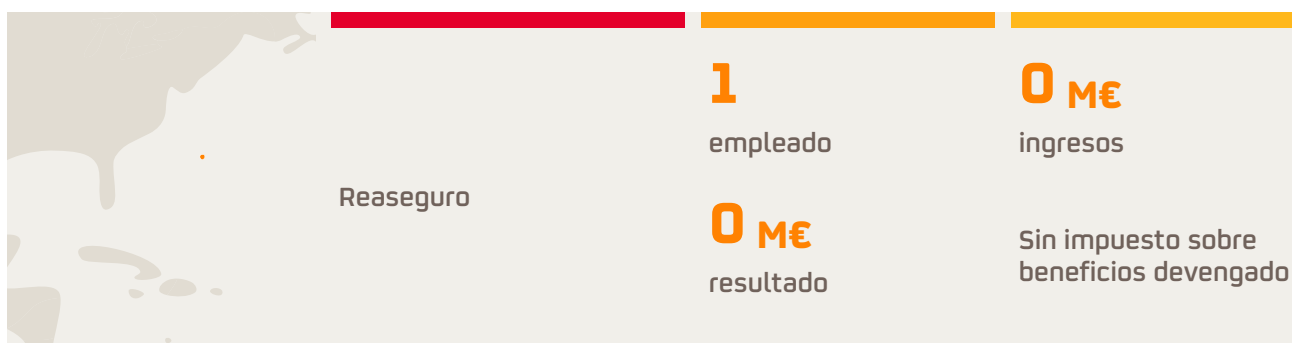 Reaseguro
1
empleado
0 M€
resultado
0 M€
ingresos
Sin impuesto sobre
beneficios devengado